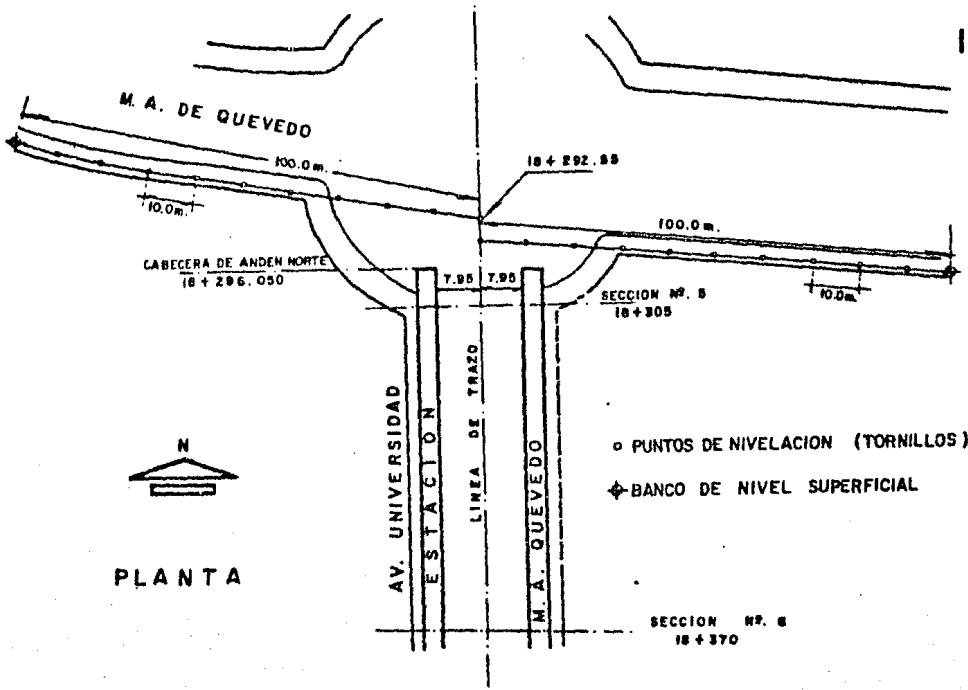 M. A. DE QUEVEDO
100.0 m.
18 + 292.85
100.0 m.
10.0 m.
CABECERA DE ANDEN NORTE
18 + 296.050
7.95 7.95
SECCION Nº. 5
18 + 305
10.0 m.
AV. UNIVERSIDAD
ESTACION
LINEA DE TRAZO
M. A. QUEVEDO
N
PLANTA
PUNTOS DE NIVELACION (TORNILLOS)
BANCO DE NIVEL SUPERFICIAL
SECCION Nº. 6
18 + 370